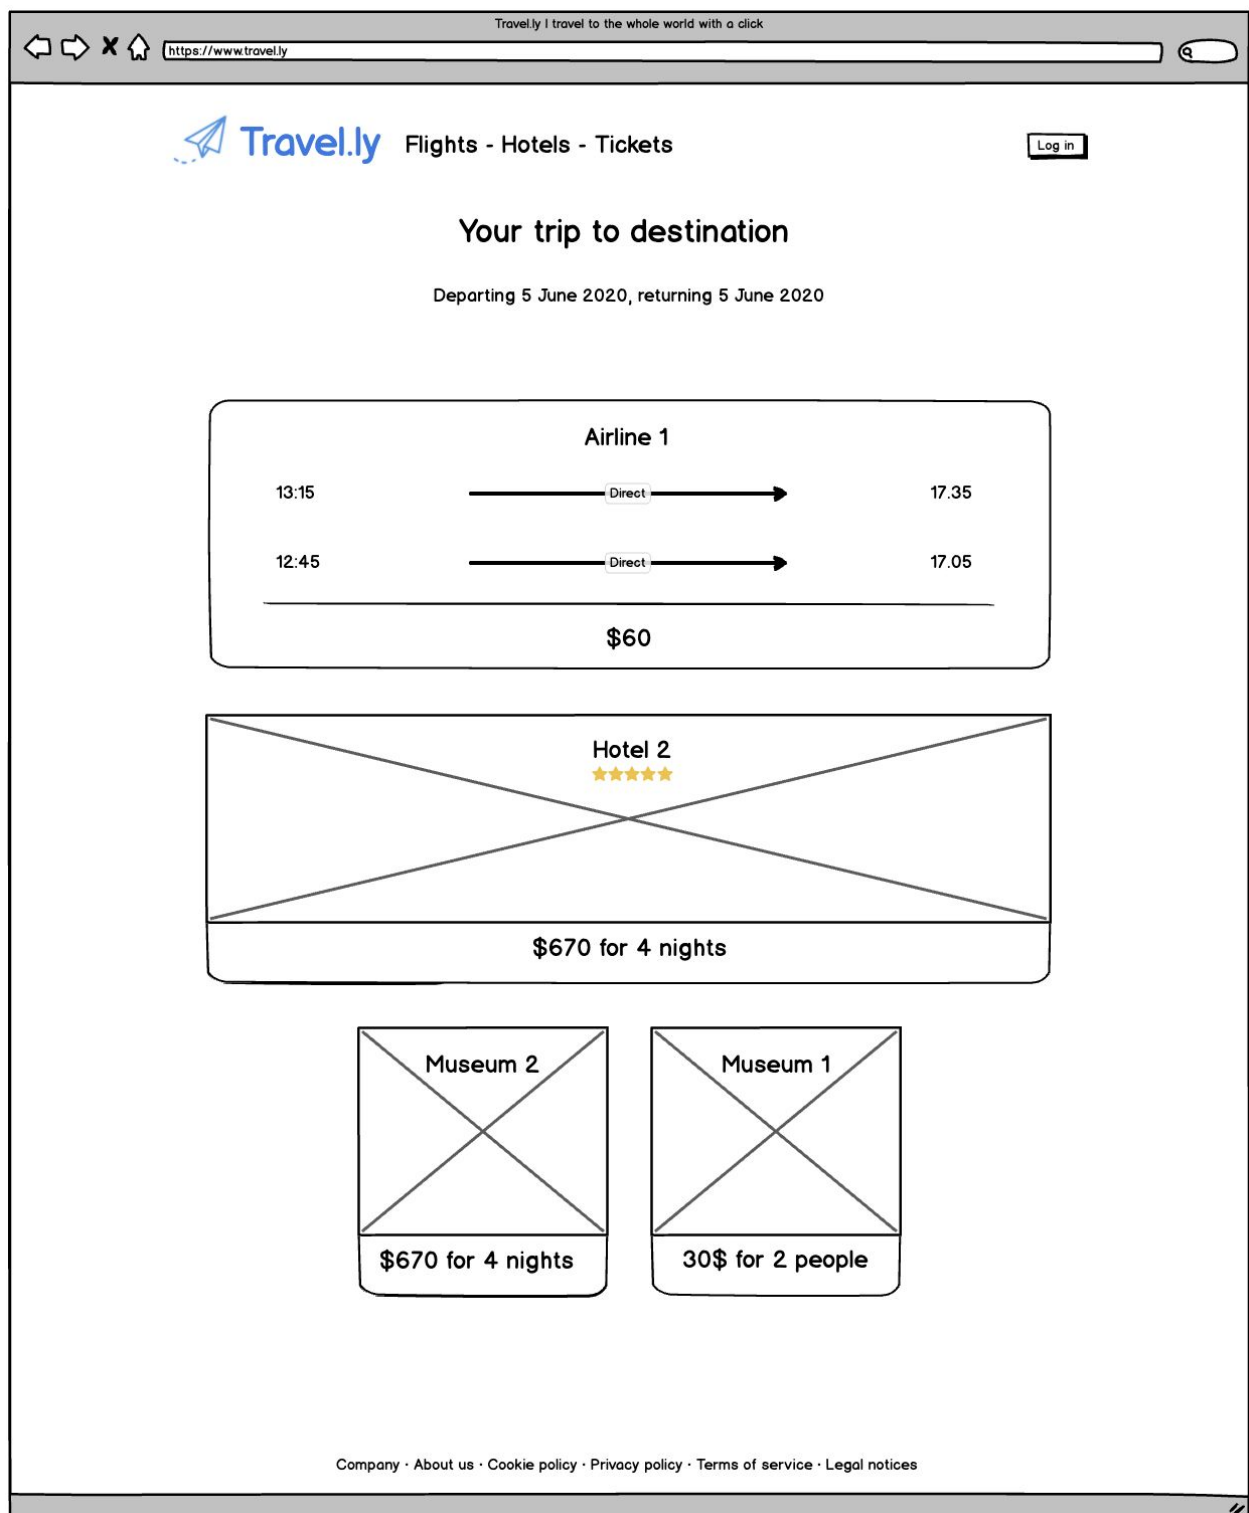 Travel.ly | travel to the whole world with a click
https://www.travel.ly
Travel.ly Flights - Hotels - Tickets
Log in
Your trip to destination
Departing 5 June 2020, returning 5 June 2020
Airline 1
13:15 Direct 17.35
12:45 Direct 17.05
$60
Hotel 2
$670 for 4 nights
Museum 2 Museum 1
$670 for 4 nights 30$ for 2 people
Company · About us · Cookie policy · Privacy policy · Terms of service · Legal notices